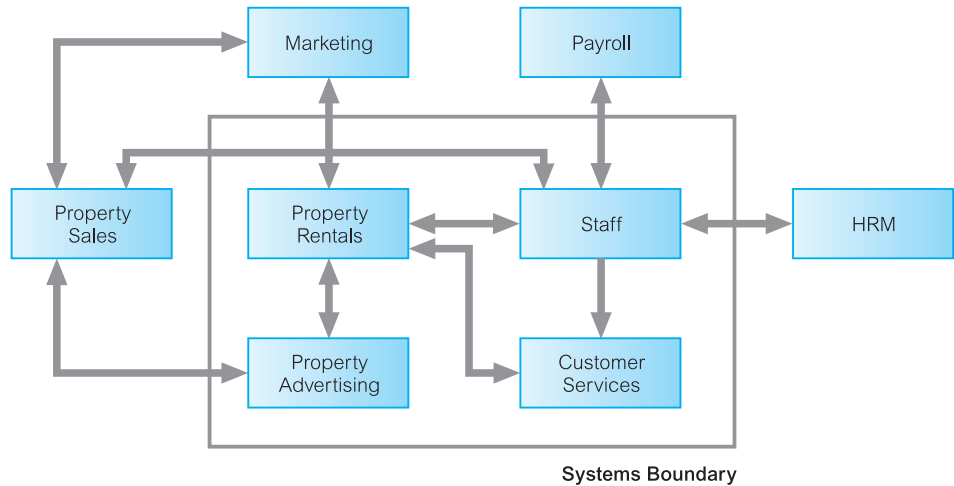 Marketing
Payroll
Property
Sales
Property
Rentals
Staff
HRM
Property
Advertising
Customer
Services
Systems Boundary